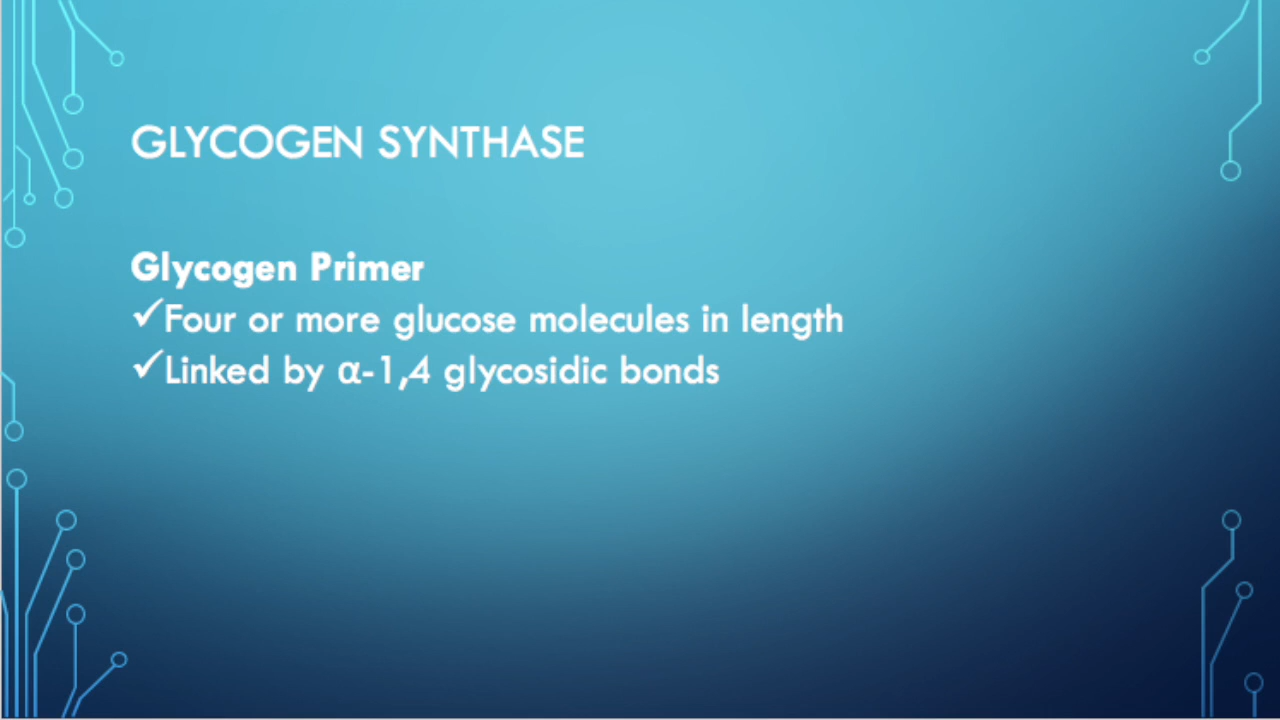 GLYCOGEN SYNTHASE
Glycogen Primer
✓Four or more glucose molecules in length
✓Linked by α-1,4 glycosidic bonds